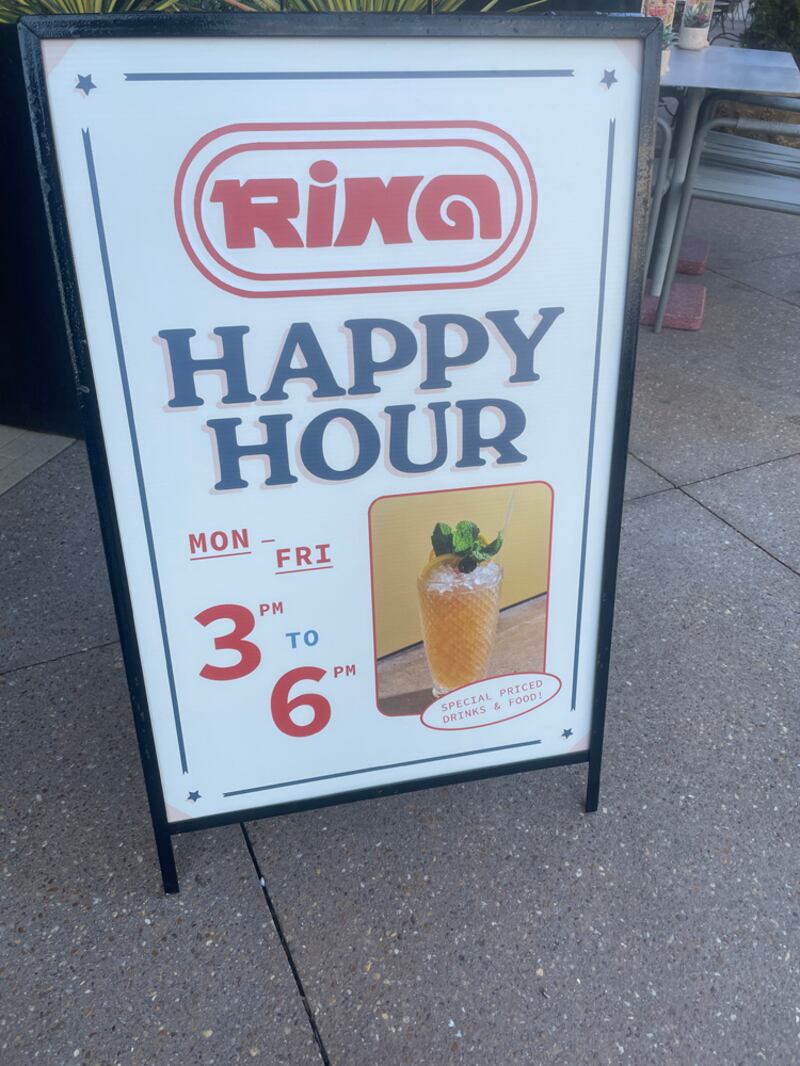 Rina
HAPPY
HOUR
MON – FRI
3PM
TO
6PM
SPECIAL PRICED
DRINKS & FOOD!